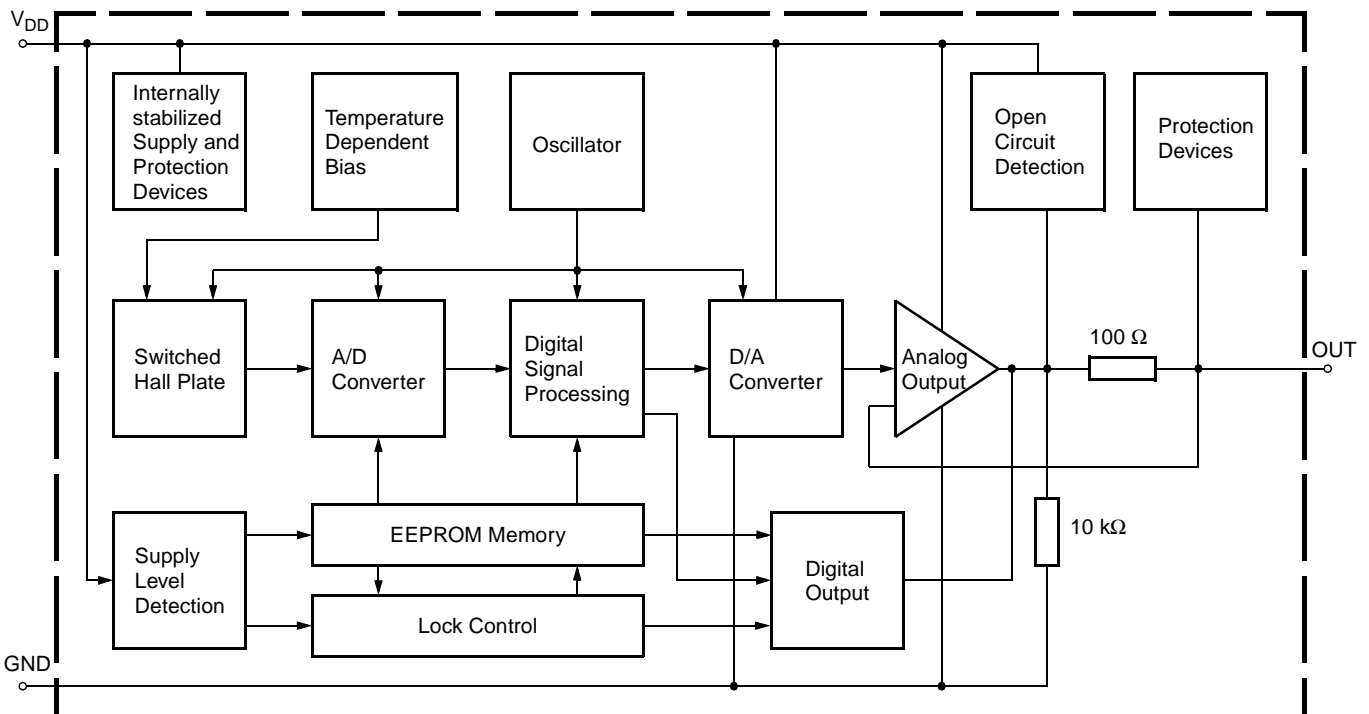 VDD
Internally
stabilized
Supply and
Protection
Devices
Temperature
Dependent
Bias
Oscillator
Open
Circuit
Detection
Protection
Devices
Switched
Hall Plate
A/D
Converter
Digital
Signal
Processing
D/A
Converter
Analog
Output
100 Ω
OUT
EEPROM Memory
10 kΩ
Supply
Level
Detection
Digital
Output
Lock Control
GND